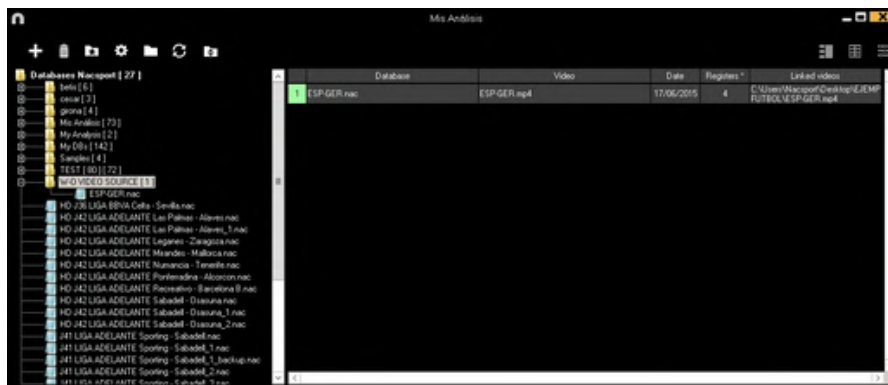 Mis Análisis
Databases Nacsport [ 27 ]
betis [ 6 ]
cesar [ 3 ]
girona [ 4 ]
Mis Análisis [ 73 ]
My Analysis [ 2 ]
My DBs [ 142 ]
Samples [ 4 ]
TEST [ 80 ] [ 72 ]
W-O VIDEO SOURCE [ 1 ]
ESP-GER.nac
HD J36 LIGA BBVA Celta - Sevilla.nac
HD J42 LIGA ADELANTE Las Palmas - Alaves.nac
HD J42 LIGA ADELANTE Las Palmas - Alaves_1.nac
HD J42 LIGA ADELANTE Leganes - Zaragoza.nac
HD J42 LIGA ADELANTE Mirandes - Mallorca.nac
HD J42 LIGA ADELANTE Numancia - Tenerife.nac
HD J42 LIGA ADELANTE Ponferradina - Alcorcon.nac
HD J42 LIGA ADELANTE Recreativo - Barcelona B.nac
HD J42 LIGA ADELANTE Sabadell - Osasuna.nac
HD J42 LIGA ADELANTE Sabadell - Osasuna_1.nac
HD J42 LIGA ADELANTE Sabadell - Osasuna_2.nac
J41 LIGA ADELANTE Sporting - Sabadell.nac
J41 LIGA ADELANTE Sporting - Sabadell_1.nac
J41 LIGA ADELANTE Sporting - Sabadell_1_backup.nac
J41 LIGA ADELANTE Sporting - Sabadell_2.nac
J41 LIGA ADELANTE Sporting - Sabadell_3.nac
Database Video Date Registers * Linked videos
1 ESP-GER.nac ESP-GER.mp4 17/06/2015 4 C:\Users\Nacsport\Desktop\EJEMP
FUTBOL\ESP-GER.mp4